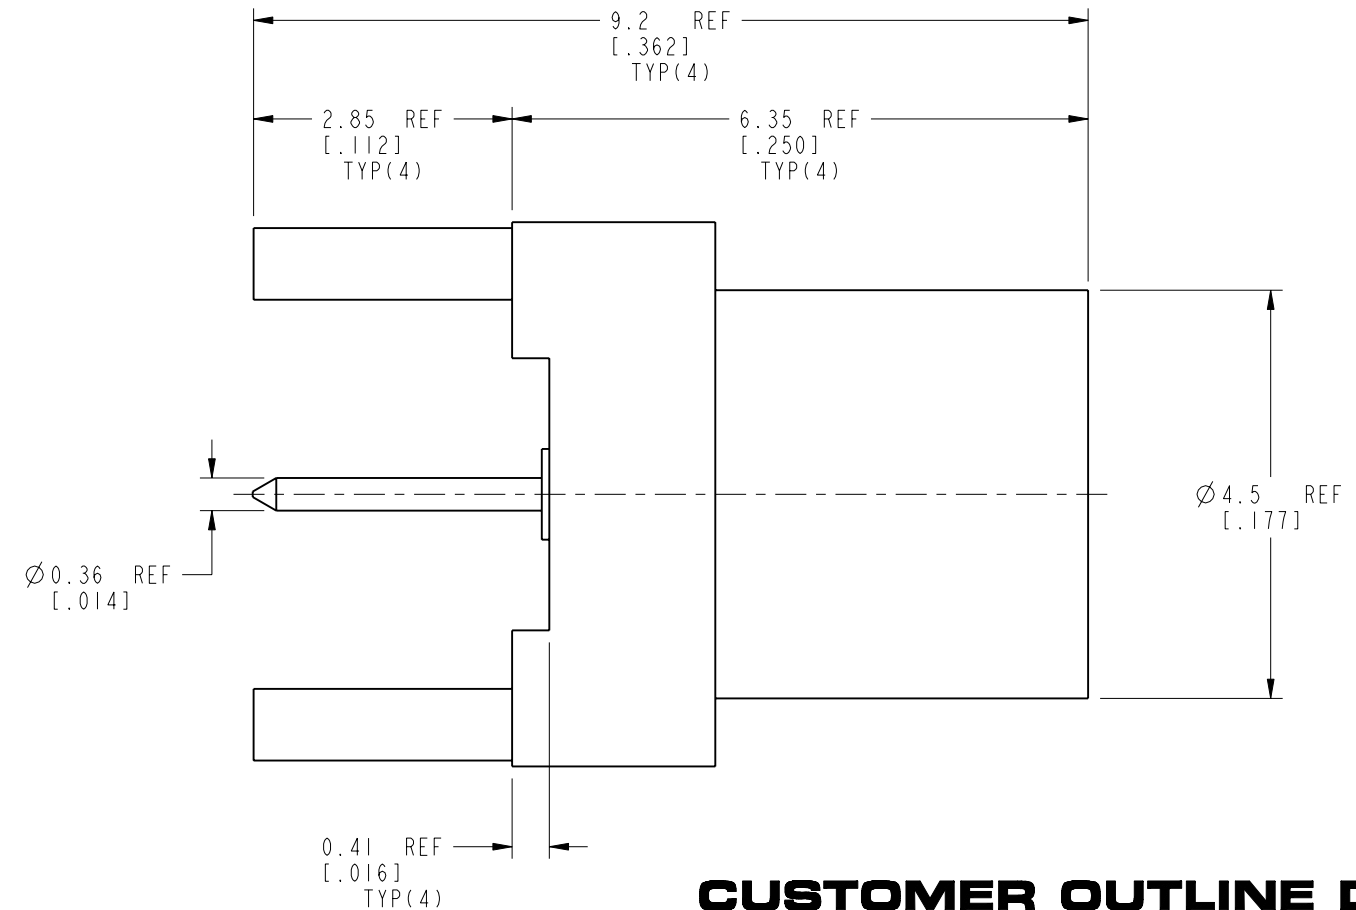 9.2 REF
[.362]
TYP(4)
2.85 REF
[.112]
TYP(4)
6.35 REF
[.250]
TYP(4)
Ø4.5 REF
[.177]
Ø0.36 REF
[.014]
0.41 REF
[.016]
TYP(4)
CUSTOMER OUTLINE